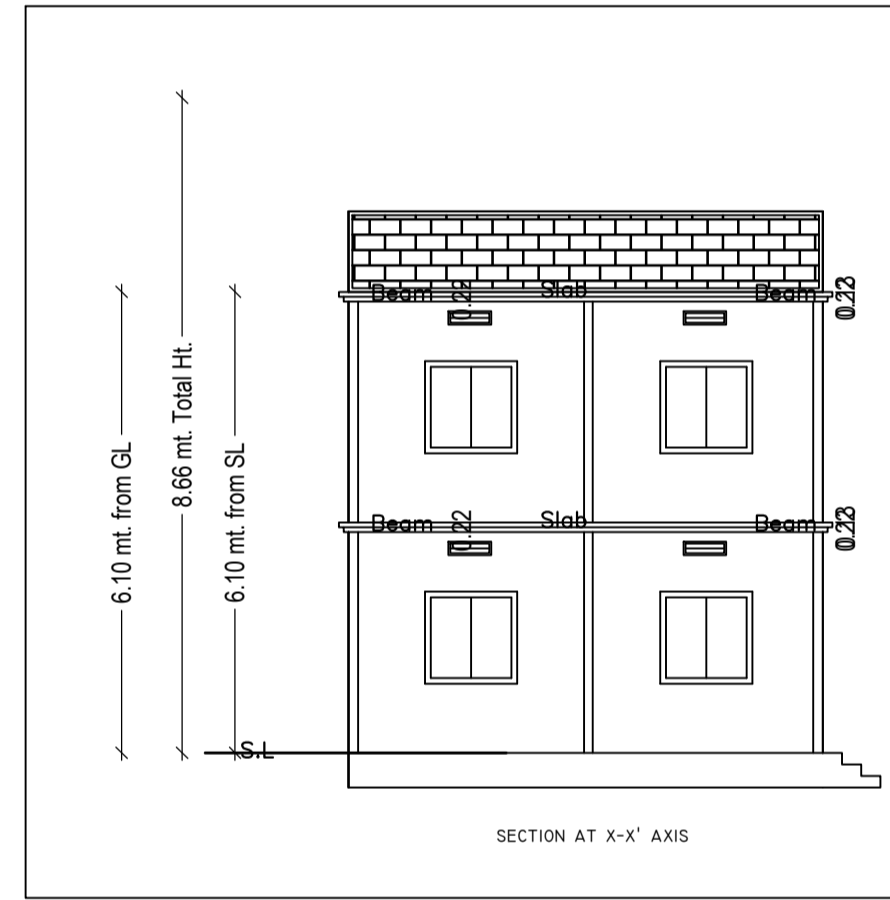 Beam 0.22 Slab Beam
8.66 mt. Total Ht.
6.10 mt. from GL
6.10 mt. from SL
Beam 0.22 Slab Beam
S.L
SECTION AT X-X' AXIS